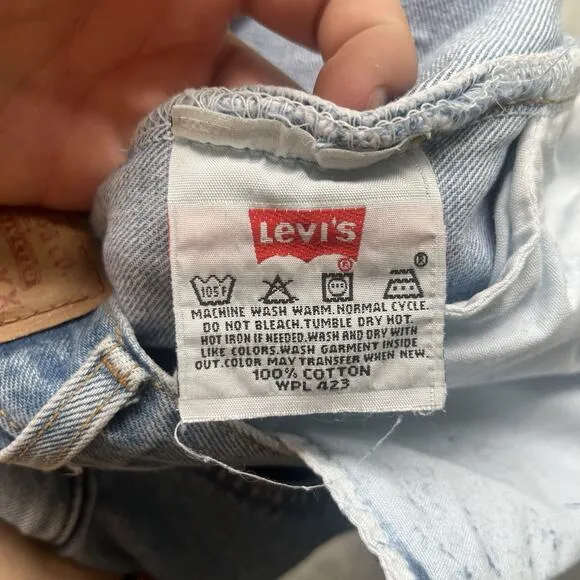 Levi's
®
105F
®
MACHINE WASH WARM.NORMAL CYCLE.
DO NOT BLEACH.TUMBLE DRY HOT.
HOT IRON IF NEEDED.WASH AND DRY WITH
LIKE COLORS.WASH GARMENT INSIDE
OUT.COLOR MAY TRANSFER WHEN NEW.
100% COTTON
WPL 423